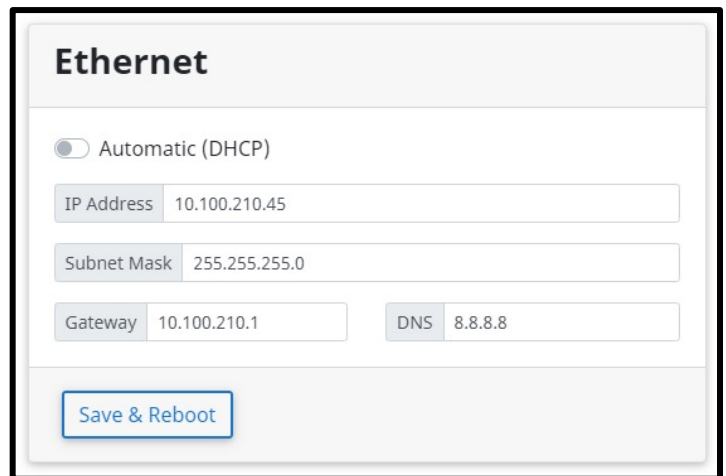 Ethernet
Automatic (DHCP)
IP Address 10.100.210.45
Subnet Mask 255.255.255.0
Gateway 10.100.210.1 DNS 8.8.8.8
Save & Reboot